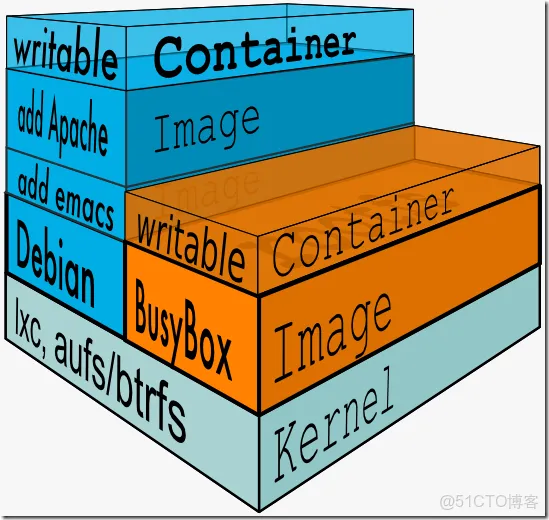 writable Container
add Apache Image
add emacs Image
writable Container
Debian
BusyBox Image
lxc, aufs/btrfs
Kernel
@51CTO博客